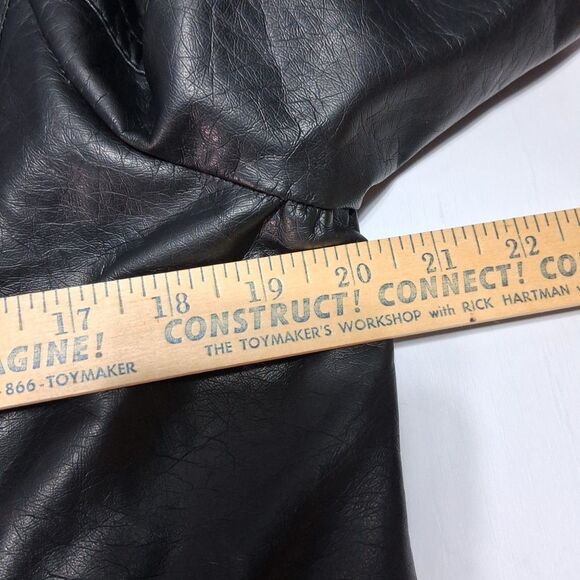 17 18 19 20 21 22
AGINE! CONSTRUCT! CONNECT! CO
866-TOYMAKER THE TOYMAKER'S WORKSHOP with RICK HARTMAN